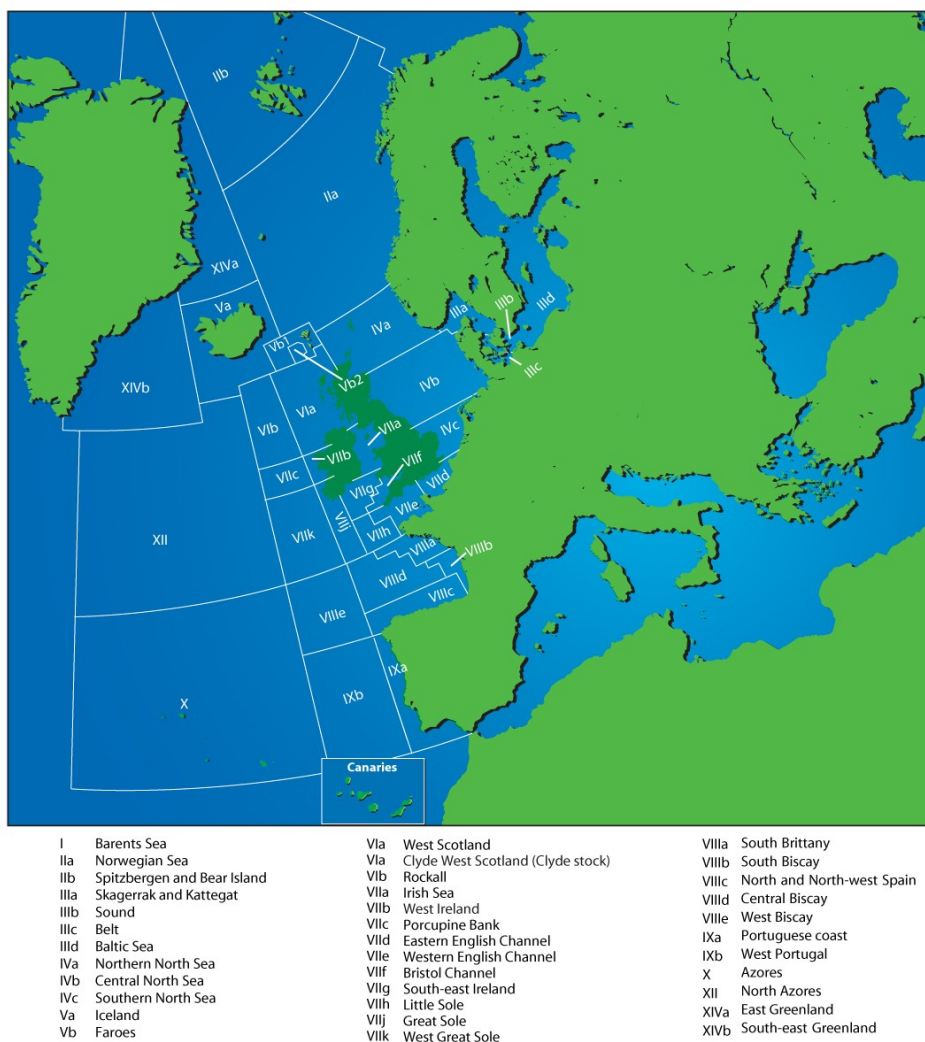 IIb
IIa
XIVa
Va
IIIb
IIId
IVa
IIIa
Vb1
IIIc
XIVb
Vb2
IVb
VIb
VIa
VIIa
IVc
VIIb
VIIf
VIIc
VIIg
VIId
VIIe
VIIj
XII
VIIk
VIIh
VIIIa
VIIIb
VIIId
VIIIc
VIIIe
IXa
IXb
X
Canaries
I Barents Sea
IIa Norwegian Sea
IIb Spitzbergen and Bear Island
IIIa Skagerrak and Kattegat
IIIb Sound
IIIc Belt
IIId Baltic Sea
IVa Northern North Sea
IVb Central North Sea
IVc Southern North Sea
Va Iceland
Vb Faroes
VIa West Scotland
VIa Clyde West Scotland (Clyde stock)
VIb Rockall
VIIa Irish Sea
VIIb West Ireland
VIIc Porcupine Bank
VIId Eastern English Channel
VIIe Western English Channel
VIIf Bristol Channel
VIIg South-east Ireland
VIIh Little Sole
VIIj Great Sole
VIIk West Great Sole
VIIIa South Brittany
VIIIb South Biscay
VIIIc North and North-west Spain
VIIId Central Biscay
VIIIe West Biscay
IXa Portuguese coast
IXb West Portugal
X Azores
XII North Azores
XIVa East Greenland
XIVb South-east Greenland